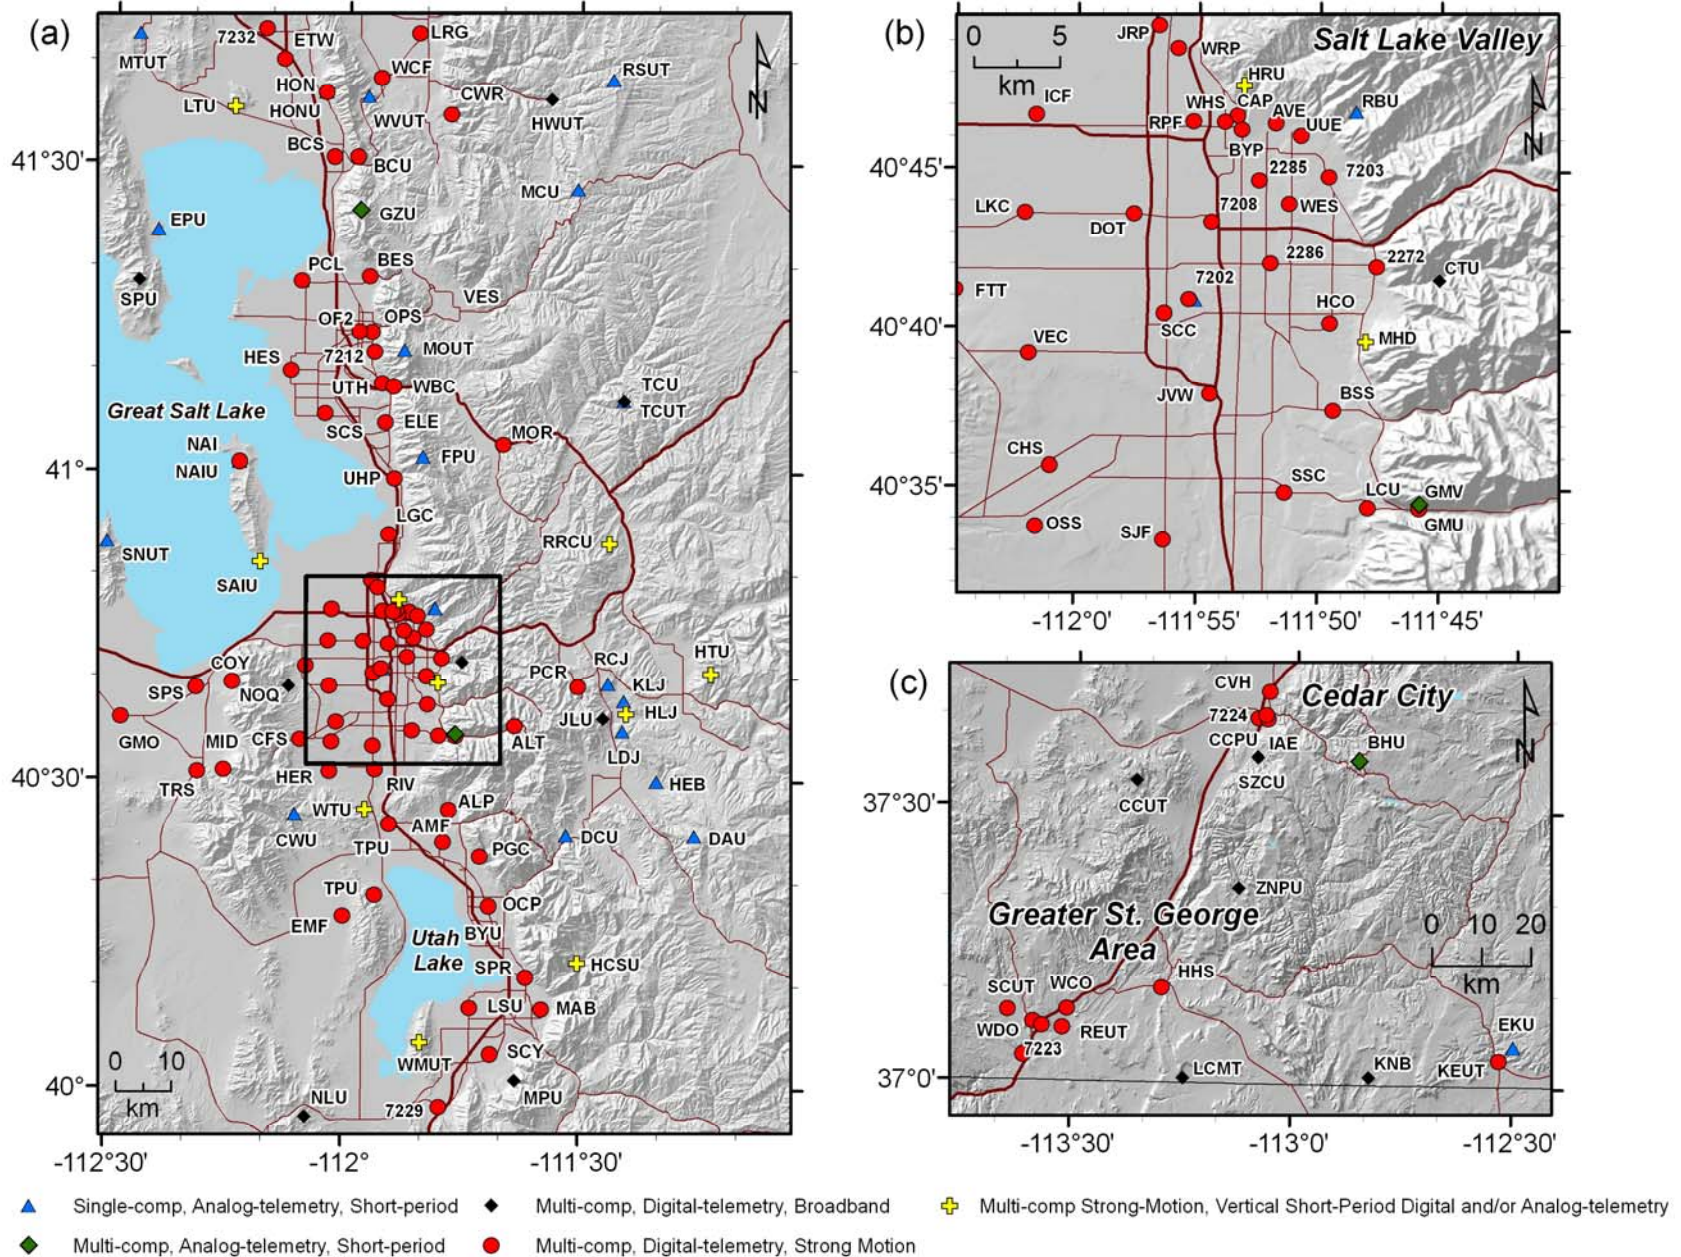 (a)
MTUT
7232
ETW
LRG
WCF
HON
HONU
LTU
WVUT
CWR
HWUT
RSUT
N
41°30'
BCS
BCU
GZU
MCU
EPU
SPU
PCL
BES
VES
OF2
OPS
7212
MOUT
HES
UTH
WBC
TCU
TCUT
Great Salt Lake
SCS
ELE
MOR
NAI
NAIU
FPU
41°
UHP
LGC
RRCU
SNUT
SAIU
COY
SPS
NOQ
PCR
RCJ
KLJ
HTU
JLU
HLJ
GMO
MID
CFS
ALT
LDJ
40°30'
TRS
HER
RIV
HEB
WTU
ALP
CWU
AMF
TPU
PGC
DCU
DAU
TPU
EMF
OCP
BYU
Utah
Lake
SPR
HCSU
LSU
MAB
WMUT
SCY
40°
0 10
km
NLU
7229
MPU
-112°30'
-112°
-111°30'
(b)
0 5
km
JRP
WRP
Salt Lake Valley
N
ICF
HRU
WHS
CAP
AVE
RBU
RPF
UUE
BYP
40°45'
2285
7203
LKC
DOT
7208
WES
2286
2272
CTU
FTT
7202
HCO
40°40'
VEC
SCC
MHD
JVW
BSS
CHS
40°35'
SSC
LCU
GMV
GMU
OSS
SJF
-112°0'
-111°55'
-111°50'
-111°45'
(c)
CVH
Cedar City
7224
CCPU
IAE
BHU
N
SZCU
CCUT
37°30'
ZNPU
Greater St. George
Area
0 10 20
km
HHS
SCUT
WCO
WDO
REUT
7223
EKU
LCMT
KNB
KEUT
37°0'
-113°30'
-113°0'
-112°30'
Single-comp, Analog-telemetry, Short-period
Multi-comp, Digital-telemetry, Broadband
Multi-comp Strong-Motion, Vertical Short-Period Digital and/or Analog-telemetry
Multi-comp, Analog-telemetry, Short-period
Multi-comp, Digital-telemetry, Strong Motion